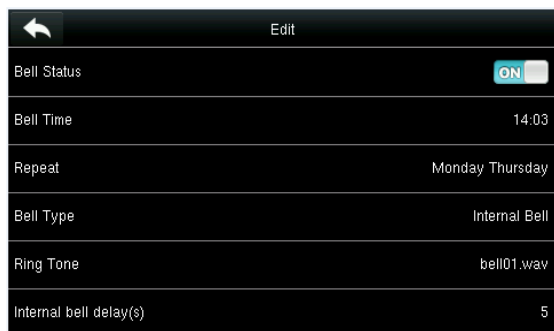 Edit
Bell Status ON
Bell Time 14:03
Repeat Monday Thursday
Bell Type Internal Bell
Ring Tone bell01.wav
Internal bell delay(s) 5